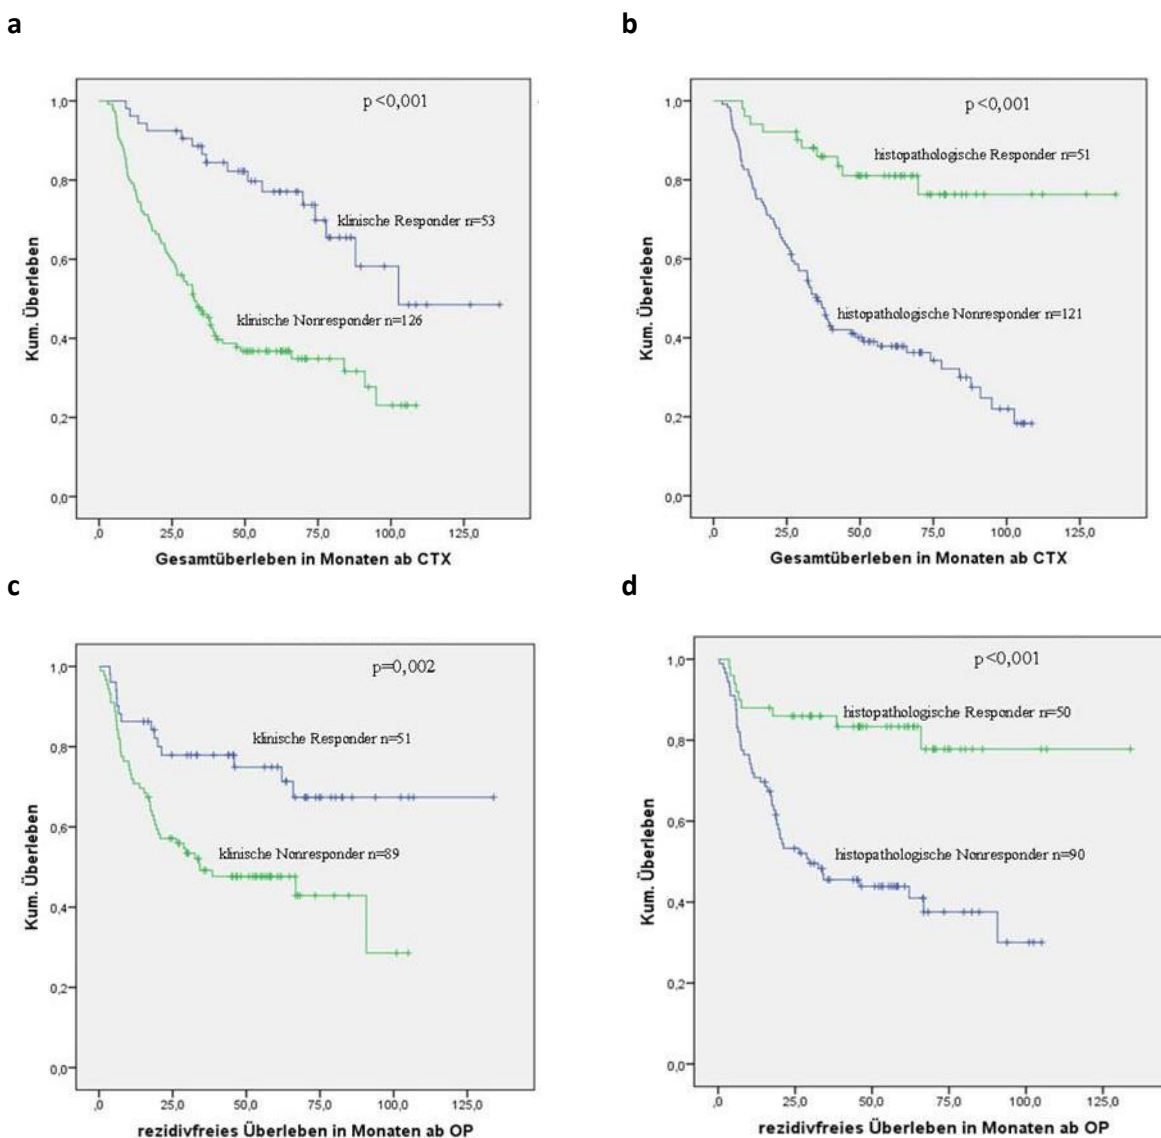 a
p<0,001
1,0
0,8
0,6
0,4
0,2
0,0
Kum. Überleben
klinische Responder n=53
klinische Nonresponder n=126
,0 25,0 50,0 75,0 100,0 125,0
Gesamtüberleben in Monaten ab CTX
b
p<0,001
1,0
0,8
0,6
0,4
0,2
0,0
Kum. Überleben
histopathologische Responder n=51
histopathologische Nonresponder n=121
,0 25,0 50,0 75,0 100,0 125,0
Gesamtüberleben in Monaten ab CTX
c
p=0,002
1,0
0,8
0,6
0,4
0,2
0,0
Kum. Überleben
klinische Responder n=51
klinische Nonresponder n=89
,0 25,0 50,0 75,0 100,0 125,0
rezidivfreies Überleben in Monaten ab OP
d
p<0,001
1,0
0,8
0,6
0,4
0,2
0,0
Kum. Überleben
histopathologische Responder n=50
histopathologische Nonresponder n=90
,0 25,0 50,0 75,0 100,0 125,0
rezidivfreies Überleben in Monaten ab OP